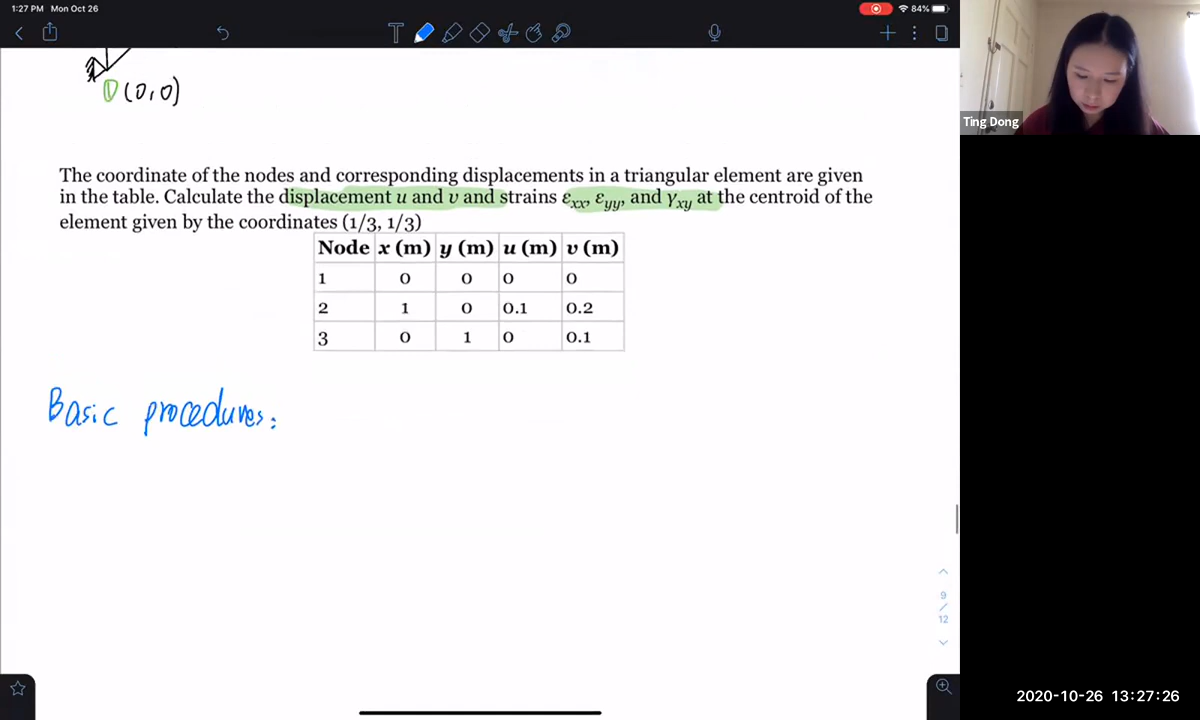 1:27 PM Mon Oct 26
84%
T
① (0,0)
Ting Dong
The coordinate of the nodes and corresponding displacements in a triangular element are given
in the table. Calculate the displacement u and v and strains εxx, εyy, and γxy at the centroid of the
element given by the coordinates (1/3, 1/3)
Node x (m) y (m) u (m) v (m)
1 0 0 0 0
2 1 0 0.1 0.2
3 0 1 0 0.1
Basic procedures:
9
/
12
2020-10-26 13:27:26